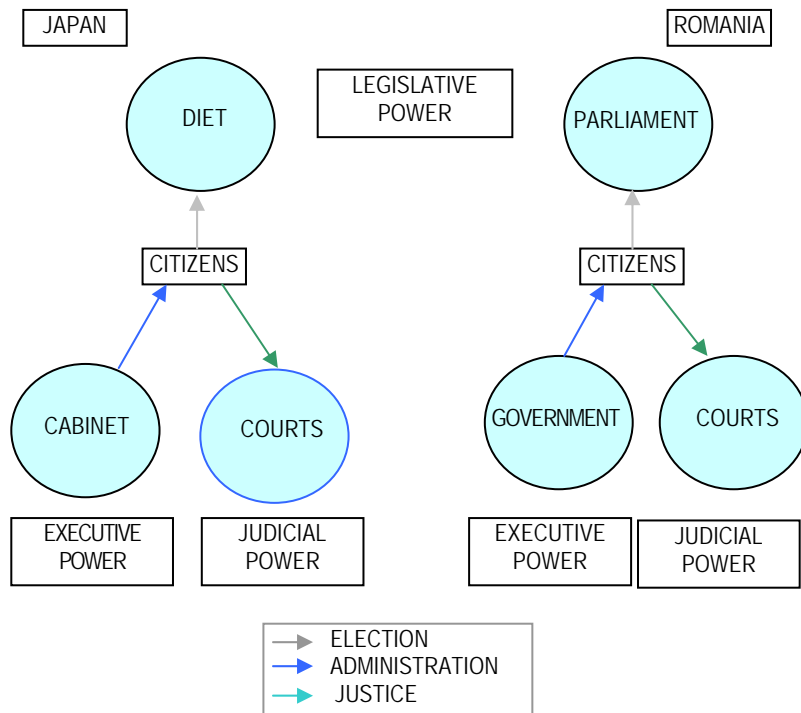 JAPAN
ROMANIA
DIET
LEGISLATIVE
POWER
PARLIAMENT
CITIZENS
CITIZENS
CABINET
COURTS
GOVERNMENT
COURTS
EXECUTIVE
POWER
JUDICIAL
POWER
EXECUTIVE
POWER
JUDICIAL
POWER
ELECTION
ADMINISTRATION
JUSTICE